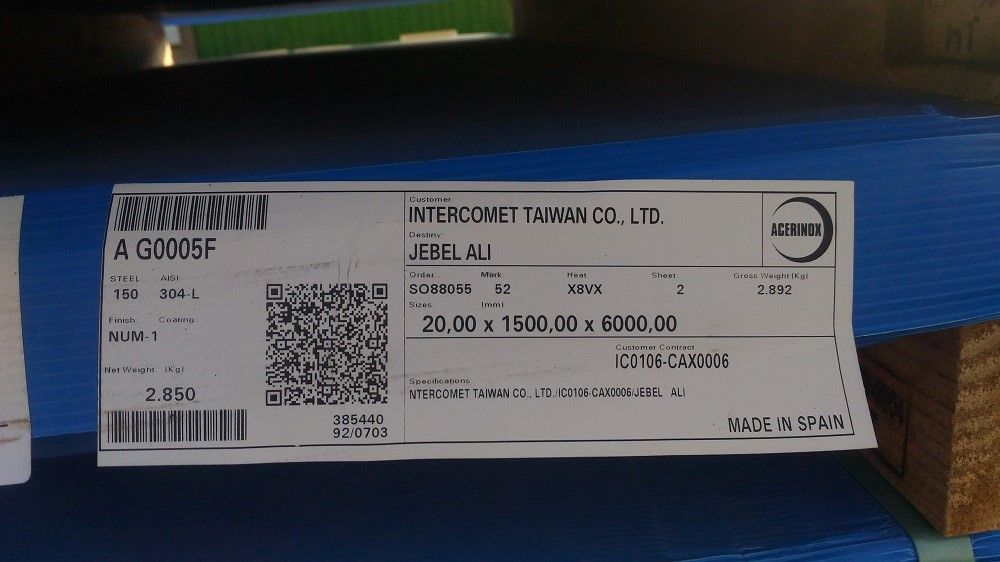 A G0005F
STEEL AISI
150 304-L
Finish: Coating:
NUM-1
Net Weight (Kg)
2.850
385440
92/0703
Customer
INTERCOMET TAIWAN CO., LTD.
Destiny
JEBEL ALI
ACERINOX
Order Mark Heat Sheet Gross Weight (Kg)
SO88055 52 X8VX 2 2.892
Sizes (mm)
20,00 x 1500,00 x 6000,00
Customer Contract
IC0106-CAX0006
Specifications
NTERCOMET TAIWAN CO., LTD./IC0106-CAX0006/JEBEL ALI
MADE IN SPAIN